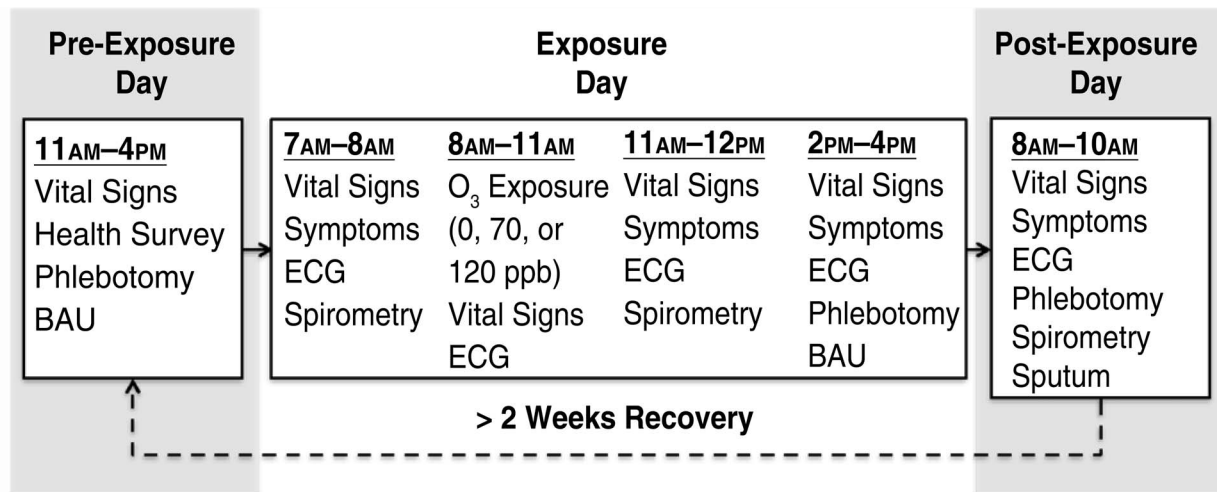 Pre-Exposure
Day
Exposure
Day
Post-Exposure
Day
11AM–4PM
Vital Signs
Health Survey
Phlebotomy
BAU
7AM–8AM
Vital Signs
Symptoms
ECG
Spirometry
8AM–11AM
O₃ Exposure
(0, 70, or
120 ppb)
Vital Signs
ECG
11AM–12PM
Vital Signs
Symptoms
ECG
Spirometry
2PM–4PM
Vital Signs
Symptoms
ECG
Phlebotomy
BAU
8AM–10AM
Vital Signs
Symptoms
ECG
Phlebotomy
Spirometry
Sputum
> 2 Weeks Recovery